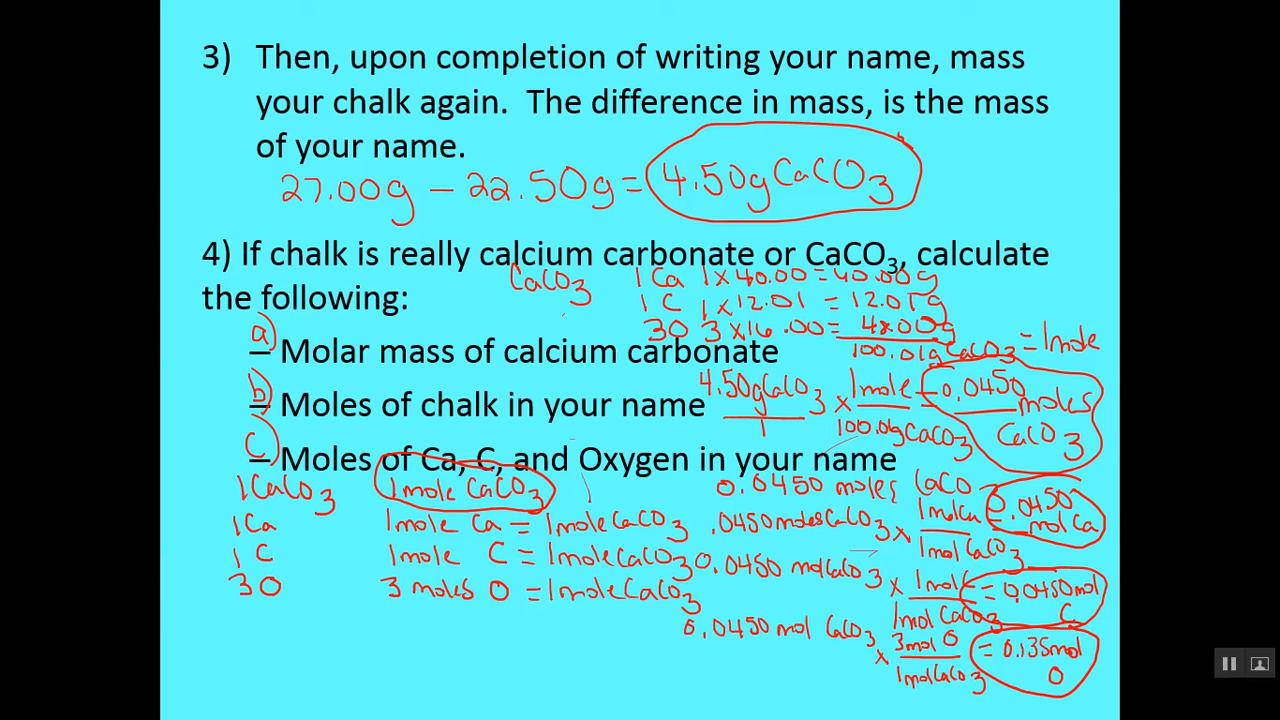 3) Then, upon completion of writing your name, mass
your chalk again. The difference in mass, is the mass
of your name.
27.00g - 22.50g = 4.50g CaCO3
4) If chalk is really calcium carbonate or CaCO3, calculate
the following:
CaCO3
1 Ca 1 x 40.00 = 40.00g
1 C 1 x 12.01 = 12.01g
3 O 3 x 16.00 = 48.00g
100.01g CaCO3 = 1 mole
a) – Molar mass of calcium carbonate
b) – Moles of chalk in your name
4.50g CaCO3 / 1 x 1 mole / 100.01g CaCO3 = 0.0450 moles CaCO3
c) – Moles of Ca, C, and Oxygen in your name
1 CaCO3 1 mole CaCO3
1 Ca 1 mole Ca = 1 mole CaCO3
1 C 1 mole C = 1 mole CaCO3
3 O 3 moles O = 1 mole CaCO3
0.0450 moles CaCO3
.0450 moles CaCO3 x 1 mol Ca / 1 mol CaCO3 = 0.0450 mol Ca
0.0450 mol CaCO3 x 1 mol C / 1 mol CaCO3 = 0.0450 mol C
0.0450 mol CaCO3 x 3 mol O / 1 mol CaCO3 = 0.135 mol O